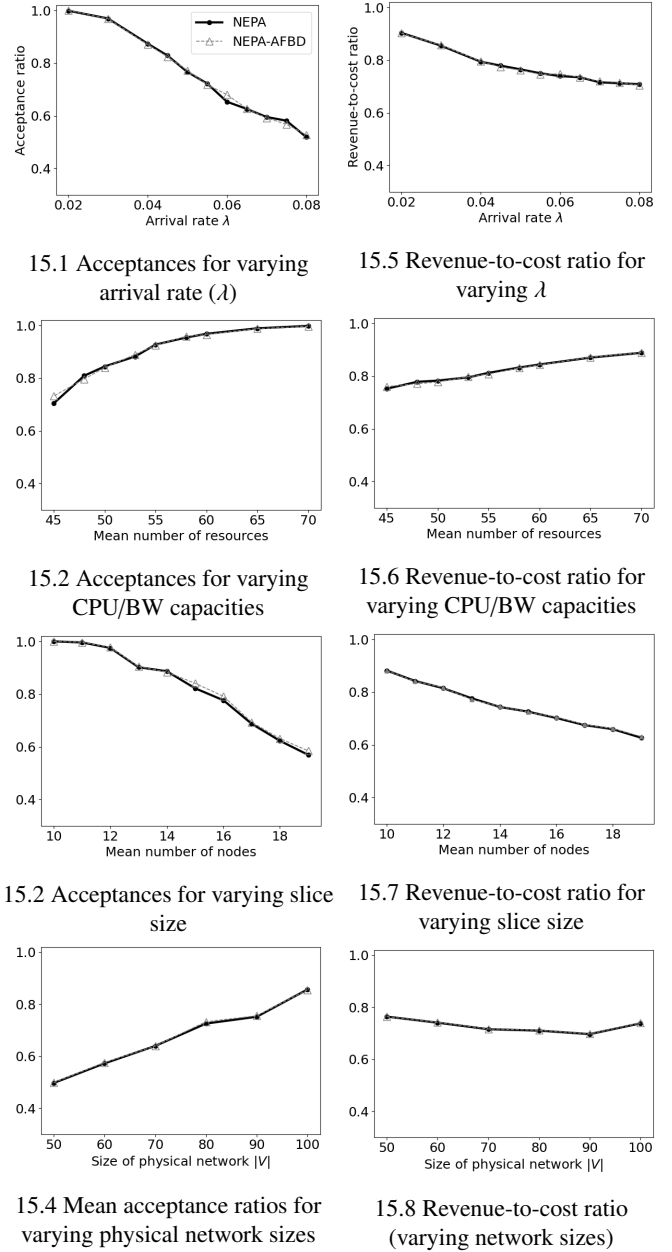 1.0
0.8
0.6
0.4
Acceptance ratio
NEPA
NEPA-AFBD
0.02 0.04 0.06 0.08
Arrival rate λ
15.1 Acceptances for varying
arrival rate (λ)
1.0
0.8
0.6
0.4
Revenue-to-cost ratio
0.02 0.04 0.06 0.08
Arrival rate λ
15.5 Revenue-to-cost ratio for
varying λ
1.0
0.8
0.6
0.4
45 50 55 60 65 70
Mean number of resources
15.2 Acceptances for varying
CPU/BW capacities
1.0
0.8
0.6
0.4
45 50 55 60 65 70
Mean number of resources
15.6 Revenue-to-cost ratio for
varying CPU/BW capacities
1.0
0.8
0.6
0.4
10 12 14 16 18
Mean number of nodes
15.2 Acceptances for varying slice
size
1.0
0.8
0.6
0.4
10 12 14 16 18
Mean number of nodes
15.7 Revenue-to-cost ratio for
varying slice size
1.0
0.8
0.6
0.4
50 60 70 80 90 100
Size of physical network |V|
15.4 Mean acceptance ratios for
varying physical network sizes
1.0
0.8
0.6
0.4
50 60 70 80 90 100
Size of physical network |V|
15.8 Revenue-to-cost ratio
(varying network sizes)